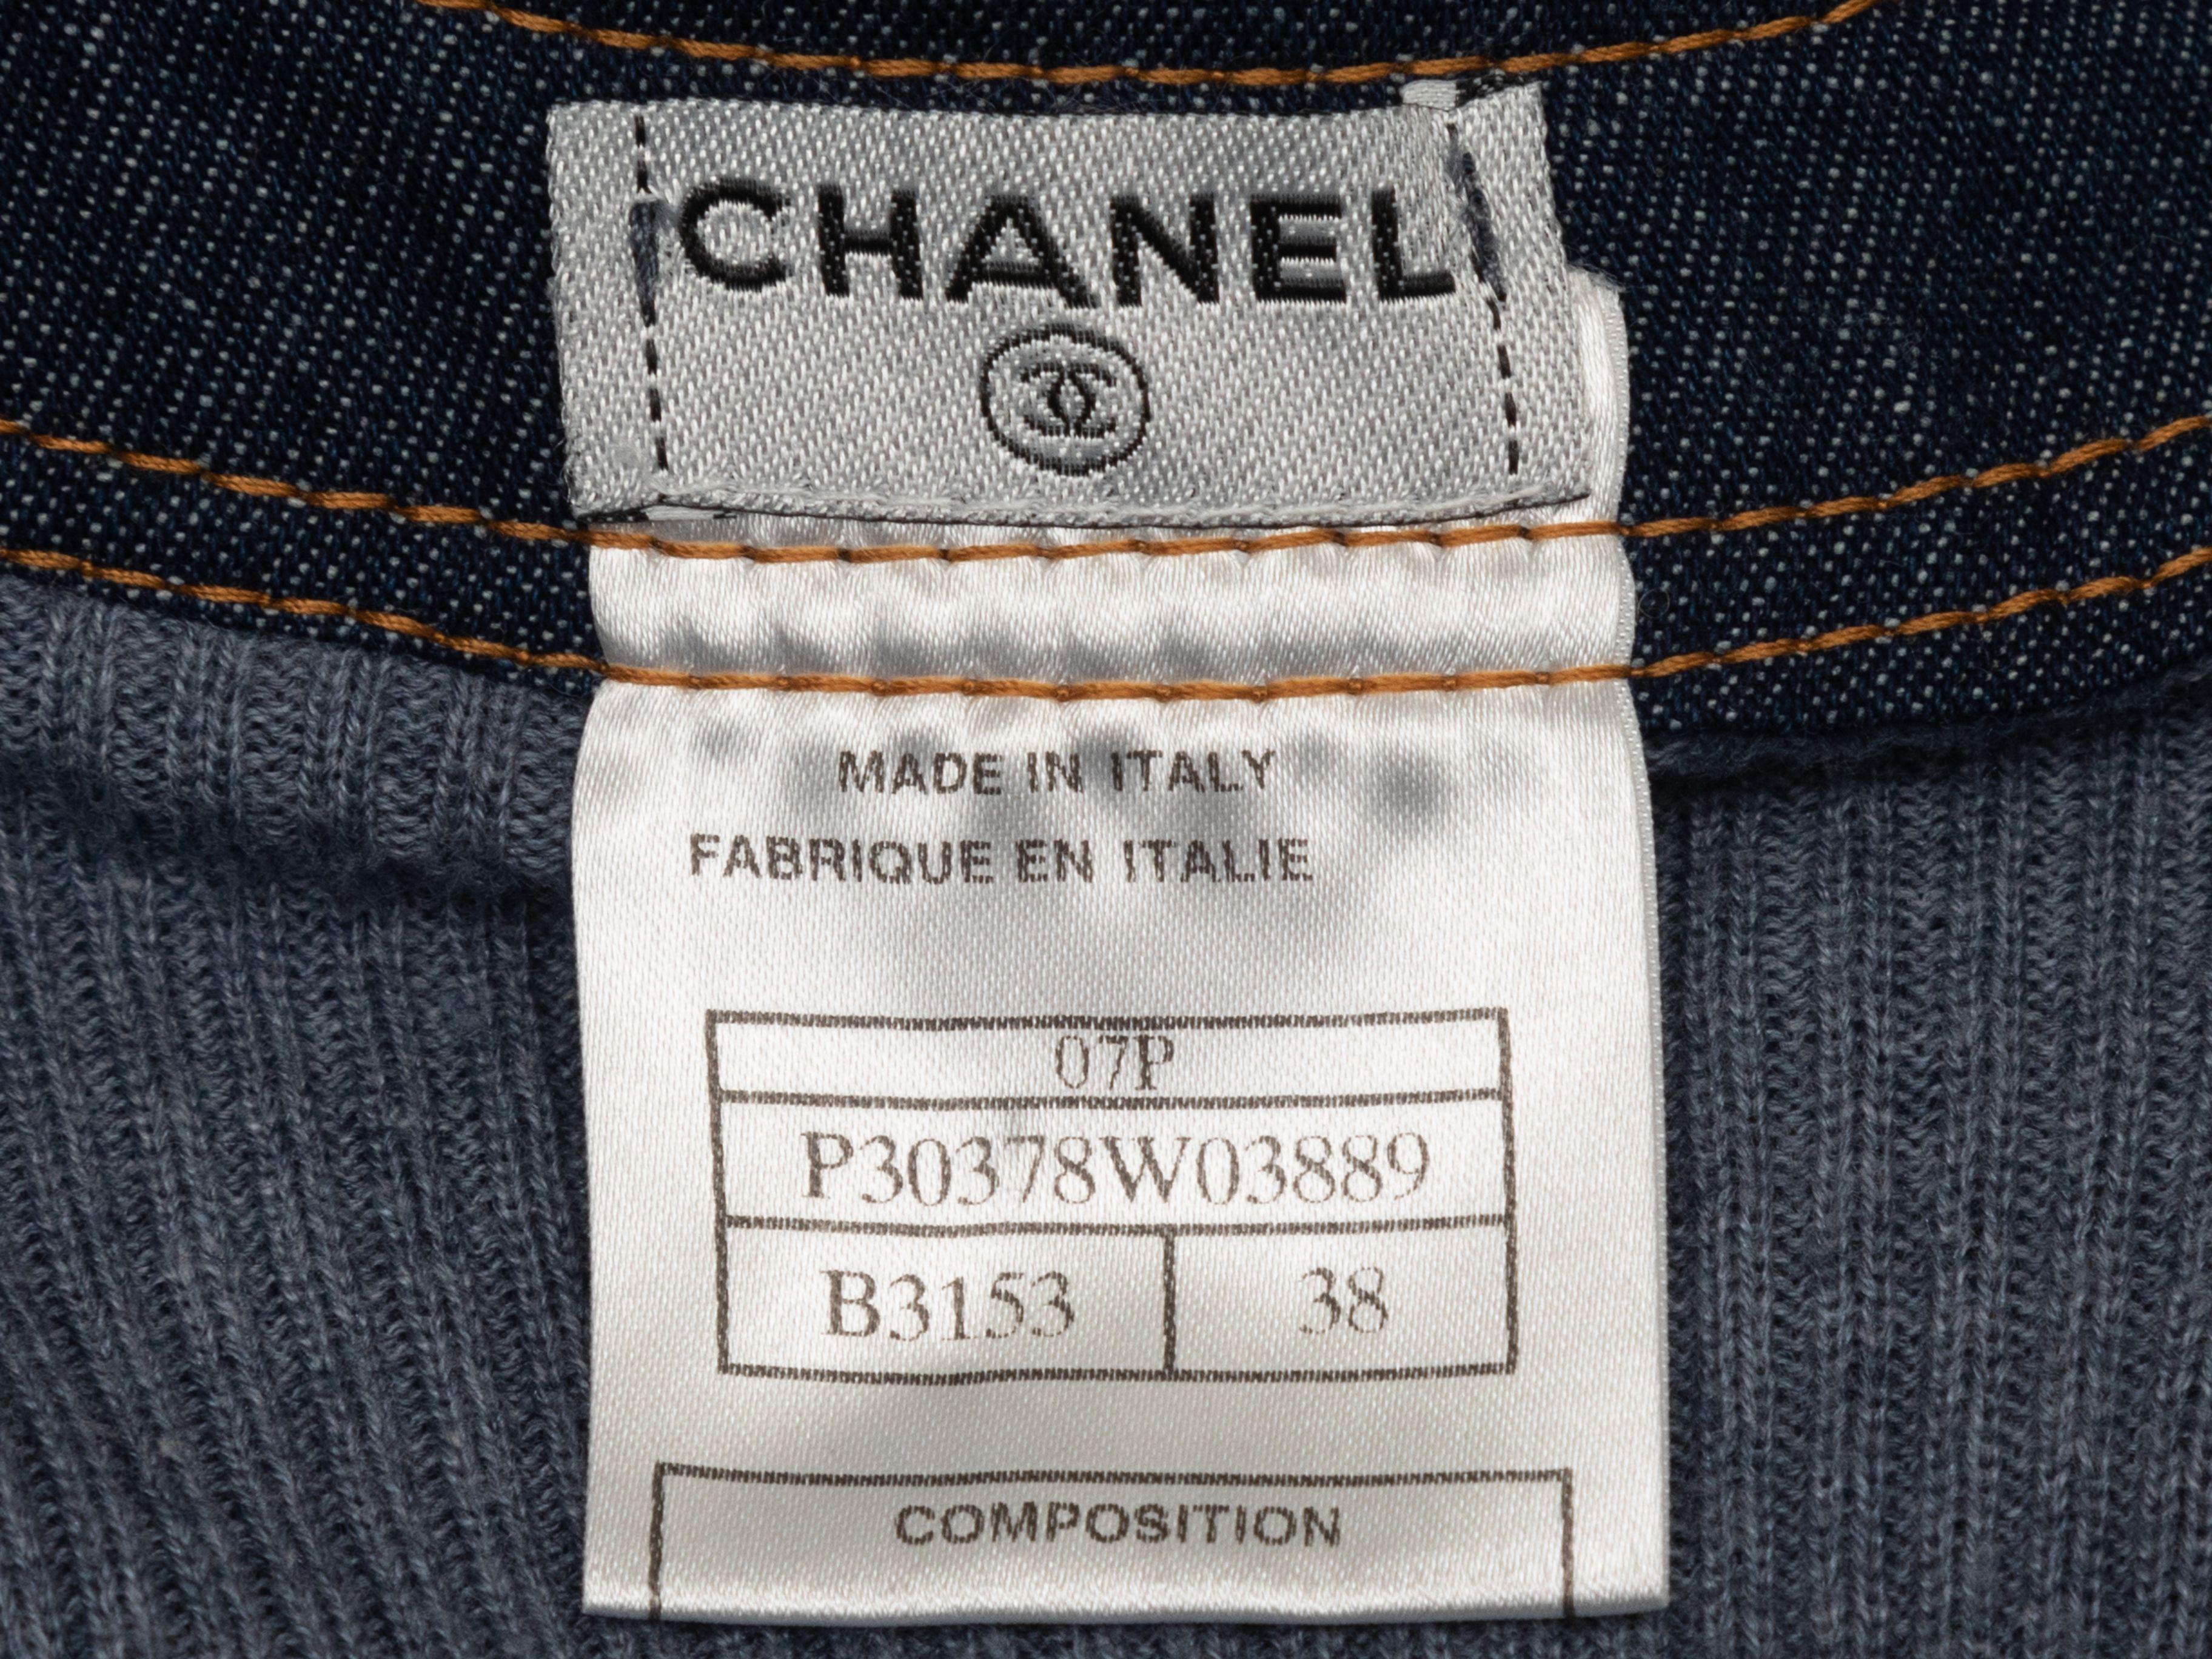 CHANEL
MADE IN ITALY
FABRIQUE EN ITALIE
07P
P30378W03889
B3153 38
COMPOSITION